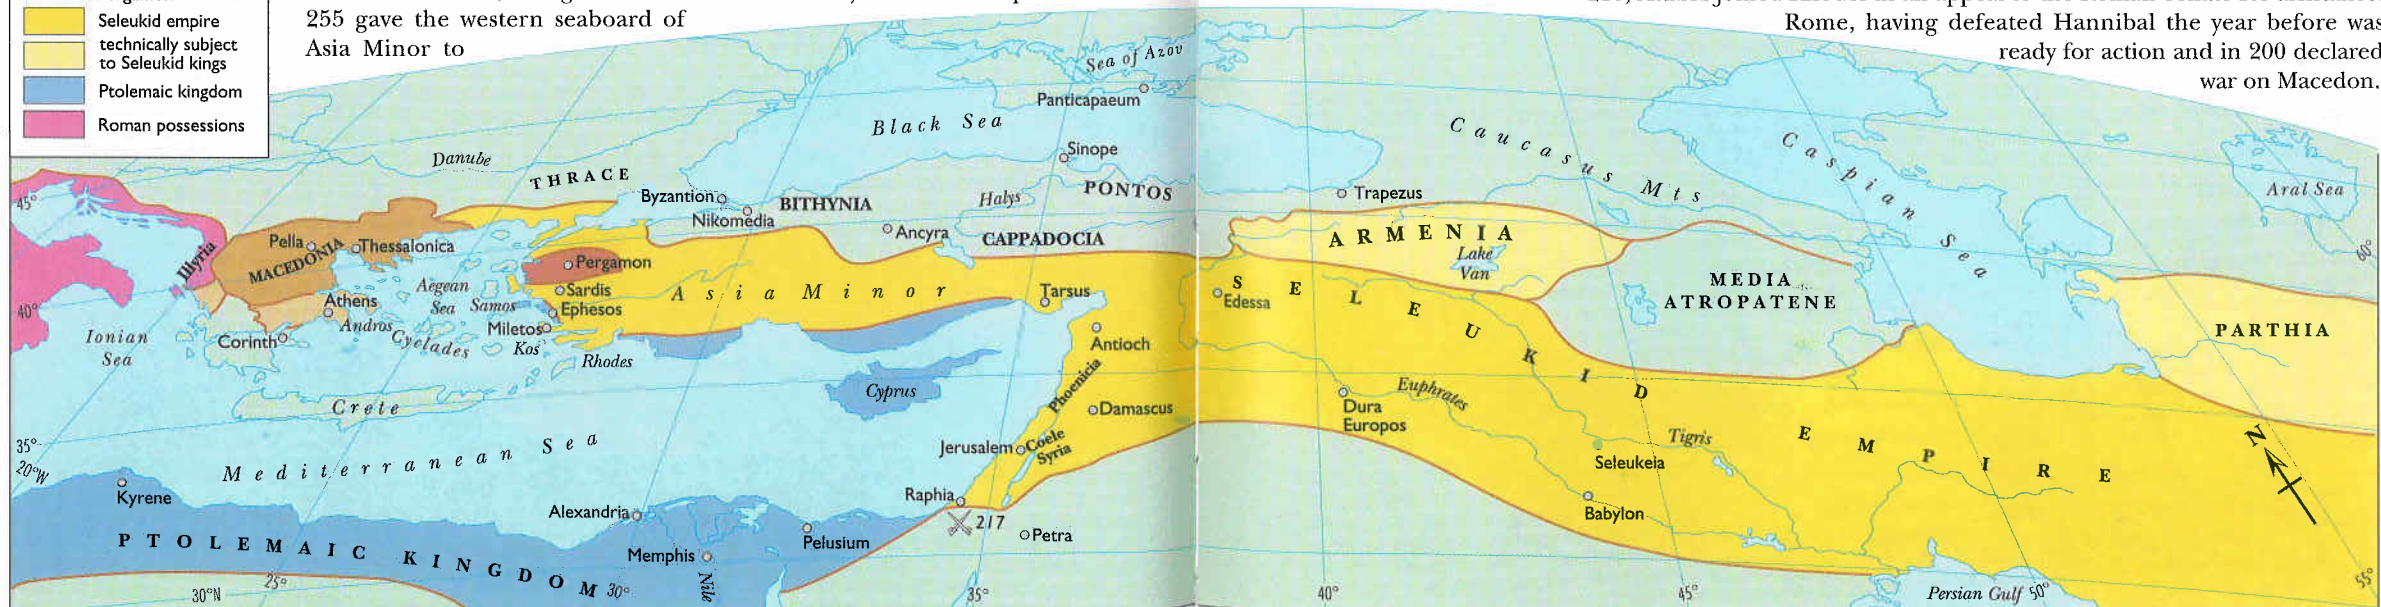 Seleukid empire
technically subject
to Seleukid kings
Ptolemaic kingdom
Roman possessions
255 gave the western seaboard of
Asia Minor to
Rome, having defeated Hannibal the year before was
ready for action and in 200 declared
war on Macedon.
Sea of Azov
Panticapaeum
Black Sea
Danube
Sinope
THRACE
Byzantion
Nikomedia
BITHYNIA
Halys
PONTOS
Ancyra
CAPPADOCIA
Trapezus
Caucasus Mts
Caspian Sea
Aral Sea
45°
60°
Illyria
Pella
MACEDONIA
Thessalonica
Pergamon
Sardis
Ephesos
Aegean
Sea
Samos
Athens
Andros
Cyclades
Miletos
Kos
Rhodes
Corinth
Ionian
Sea
40°
Asia Minor
Tarsus
Antioch
Phoenicia
Cyprus
Damascus
Crete
Mediterranean Sea
Jerusalem
Coele
Syria
Raphia
217
Petra
35°
20°W
Kyrene
Alexandria
Memphis
Pelusium
Nile
PTOLEMAIC KINGDOM
30°N
25°
30°
35°
ARMENIA
Lake
Van
MEDIA
ATROPATENE
PARTHIA
Edessa
SELEUKID EMPIRE
Dura
Europos
Euphrates
Tigris
Seleukeia
Babylon
N
40°
45°
Persian Gulf
50°
55°